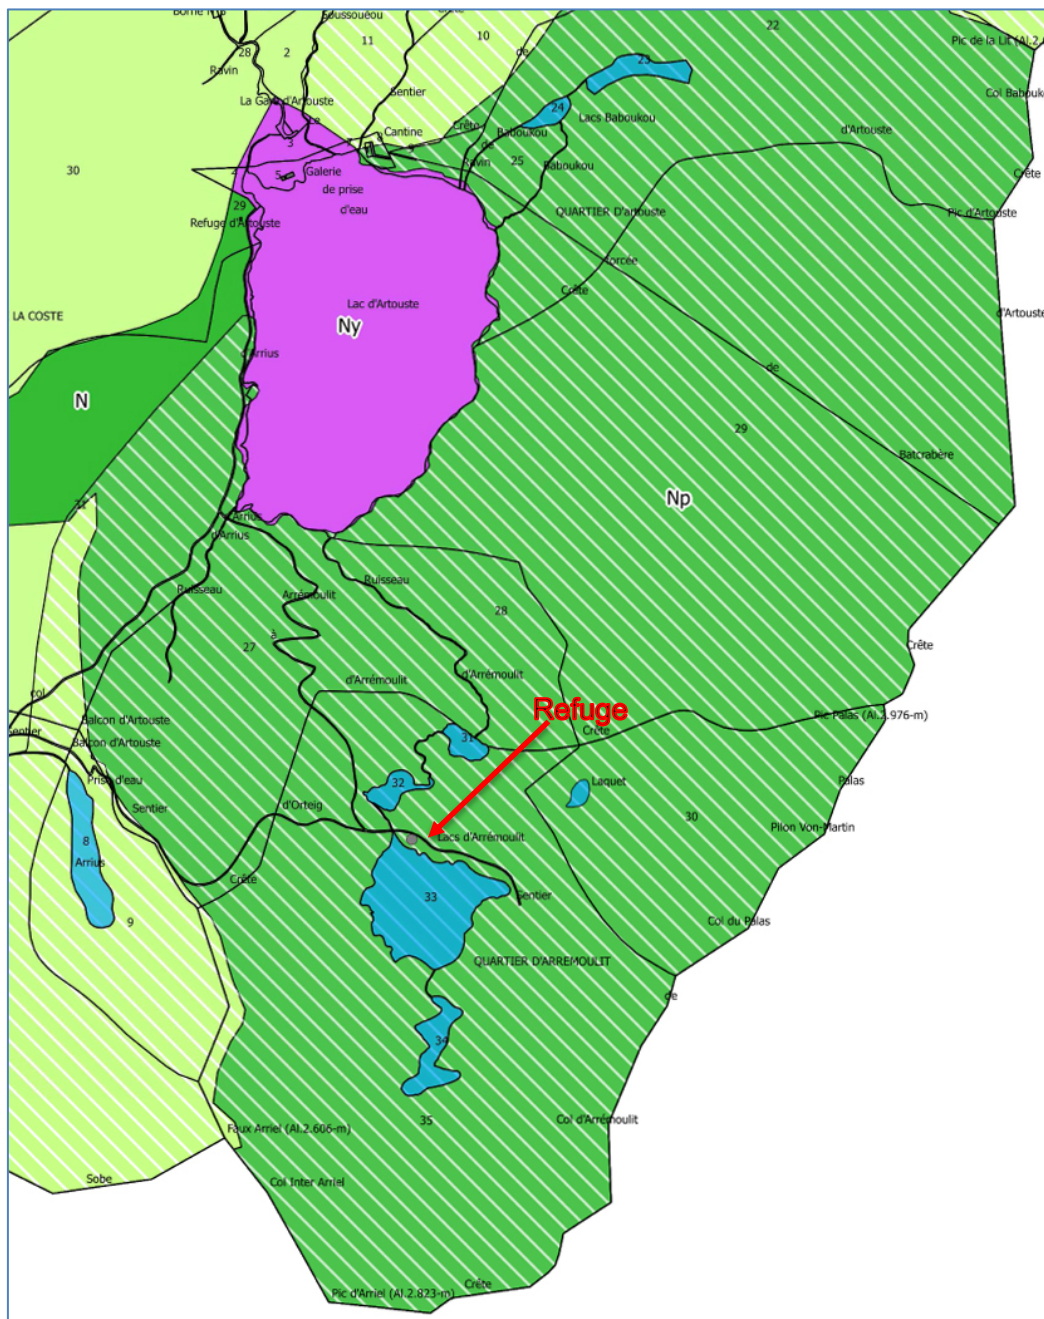 Soussouéou
11
10
22
28
2
de
Pic de la Lit (Al.2.
Ravin
23
Sentier
Col Babouk
La Gare d'Artouste
24
Lacs Baboukou
Crête
Baboukou
Cantine
d'Artouste
3
7
8
9
de
Ravin
25
Baboukou
30
5
Galerie
Crête
de prise
29
d'eau
QUARTIER D'artouste
Pic d'Artouste
Refuge d'Artouste
forcée
Crête
Lac d'Artouste
LA COSTE
d'Artouste
Ny
d'Arrius
de
N
29
Batcrabère
Np
31
d'Arrius
d'Arrius
Ruisseau
Ruisseau
Arrémoulit
28
à
27
Crête
d'Arrémoulit
d'Arrémoulit
col
Refuge
Balcon d'Artouste
Pic Palas (Al.2.976-m)
Crête
Sentier
Balcon d'Artouste
31
Prise d'eau
32
Laquet
Palas
Sentier
d'Orteig
30
Pilon Von-Martin
8
Lacs d'Arrémoulit
Arrius
Crête
33
Sentier
9
Col du Palas
QUARTIER D'ARREMOULIT
de
34
35
Col d'Arrémoulit
Faux Arriel (Al.2.606-m)
Sobe
Col Inter Arriel
Crête
Pic d'Arriel (Al.2.823-m)